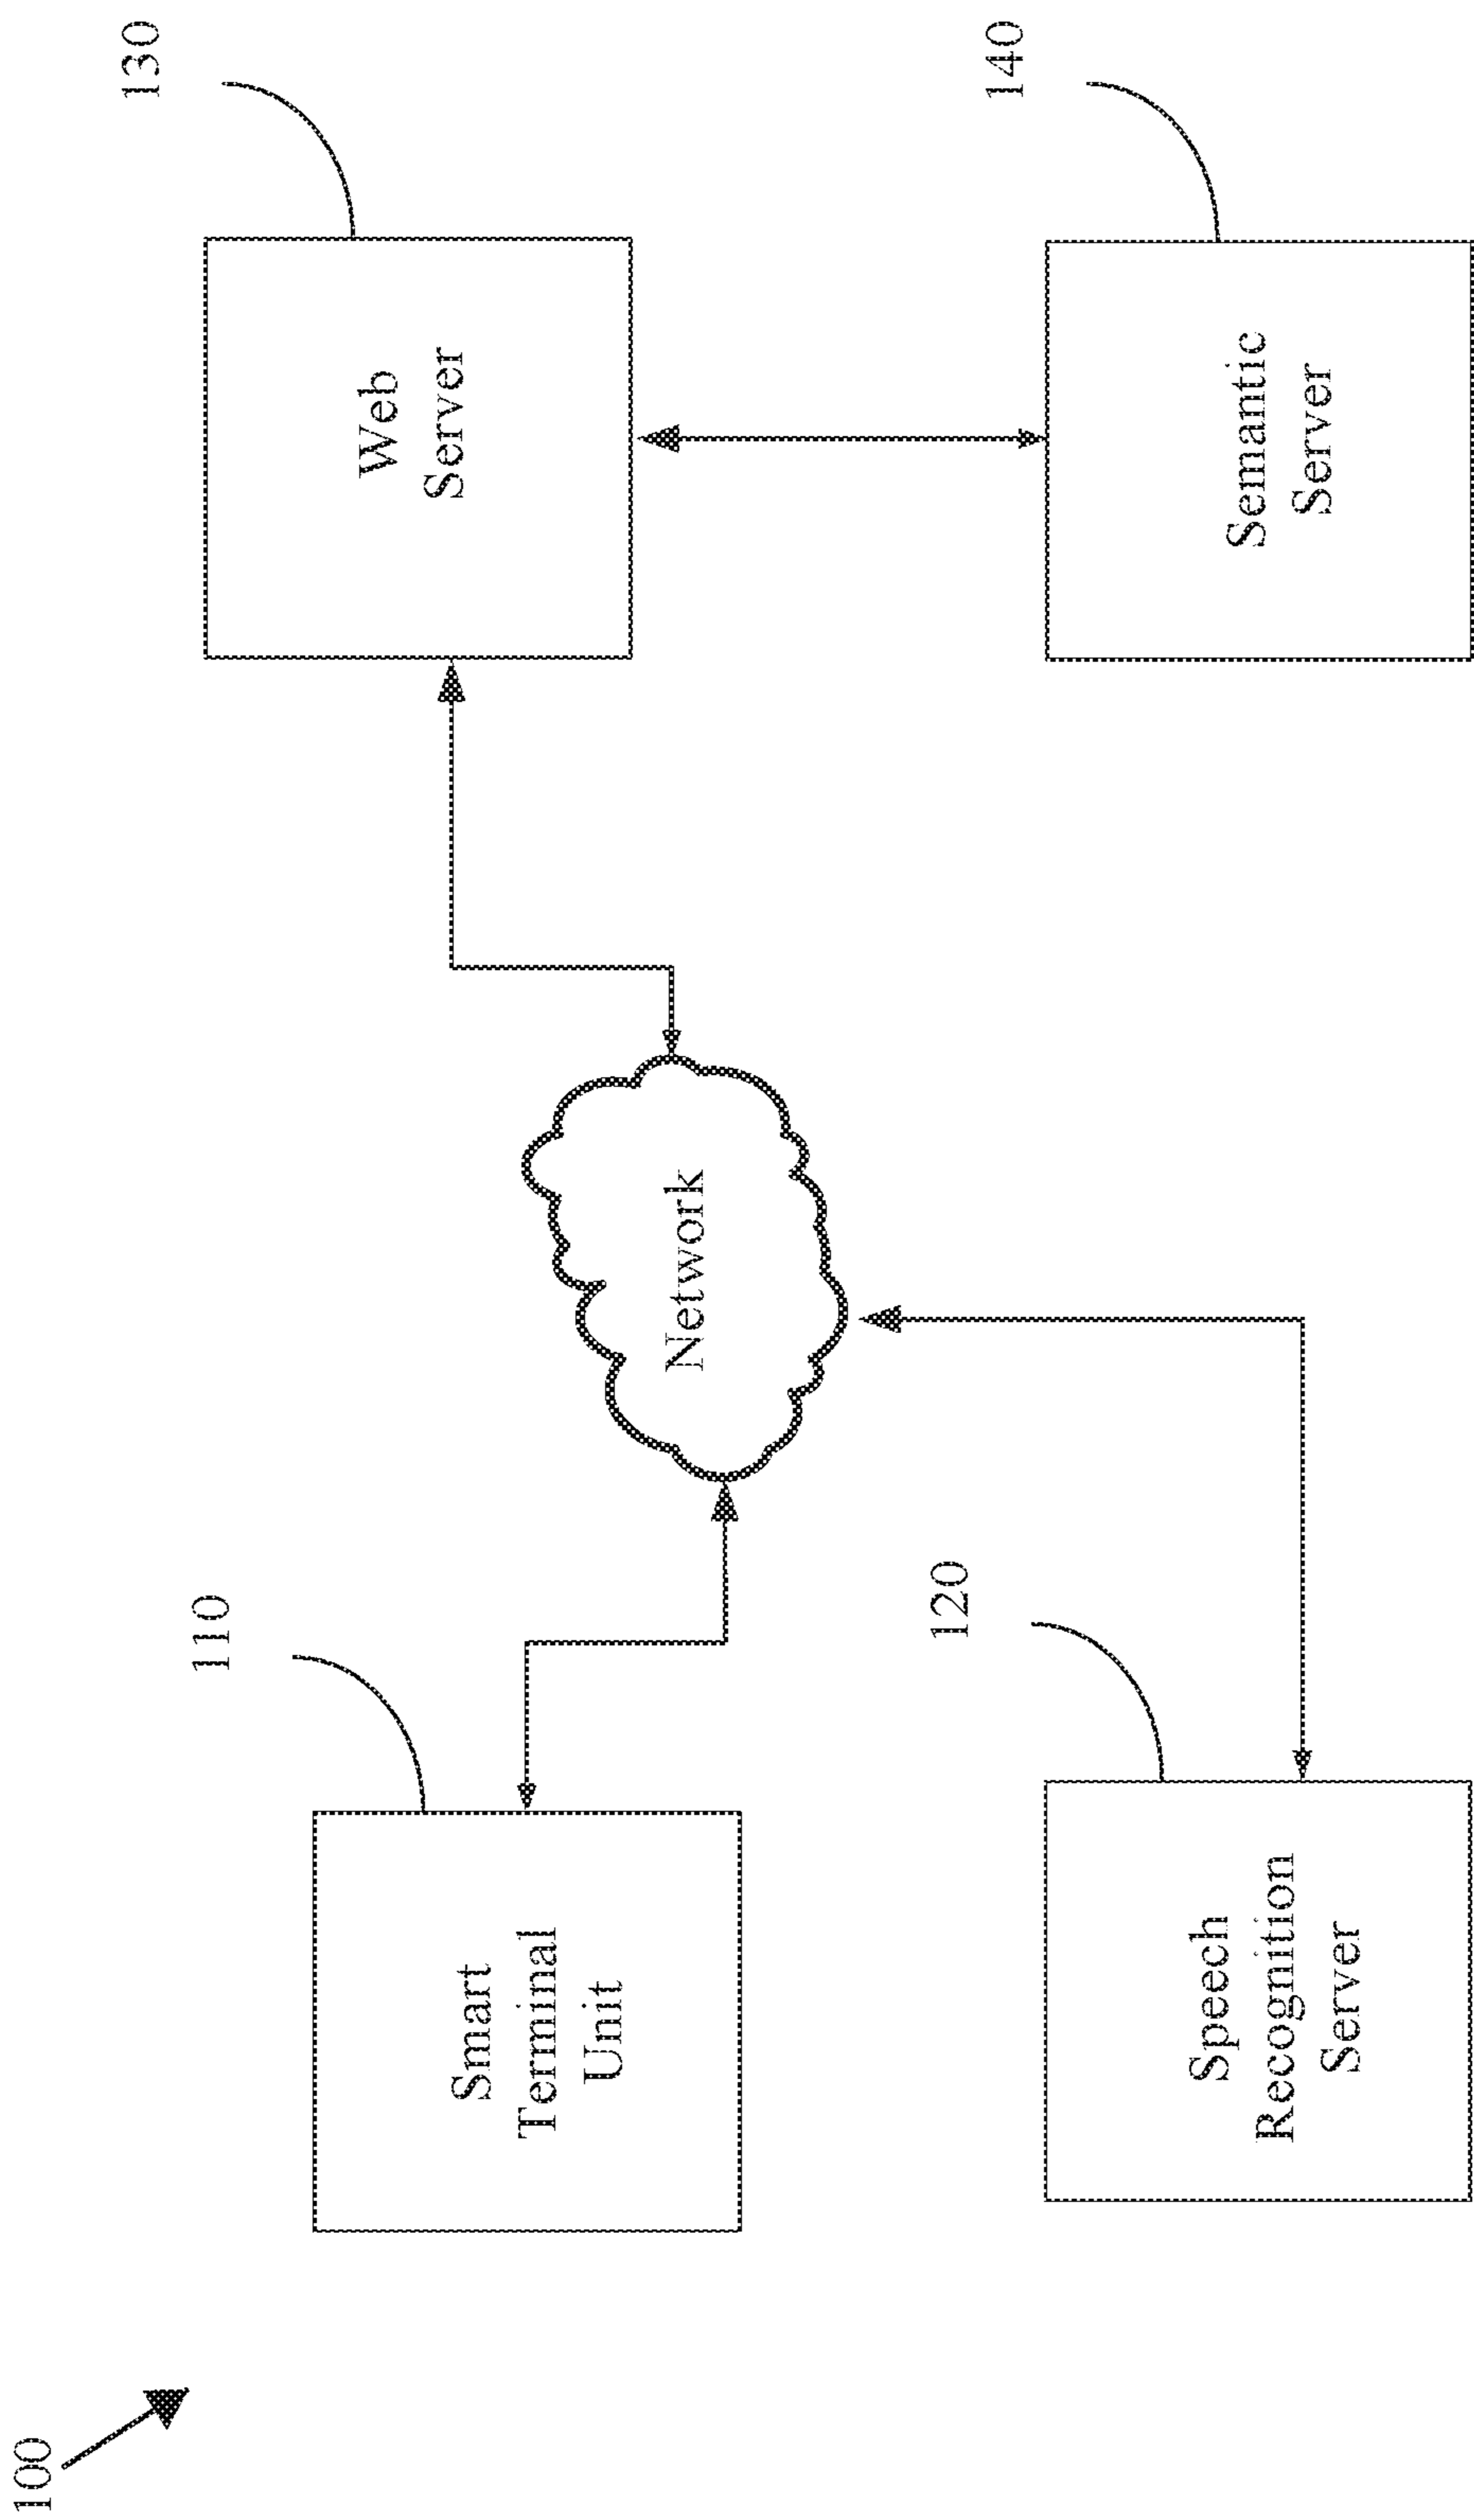 100
110
Smart
Terminal
Unit
Network
130
Web
Server
120
Speech
Recognition
Server
140
Semantic
Server